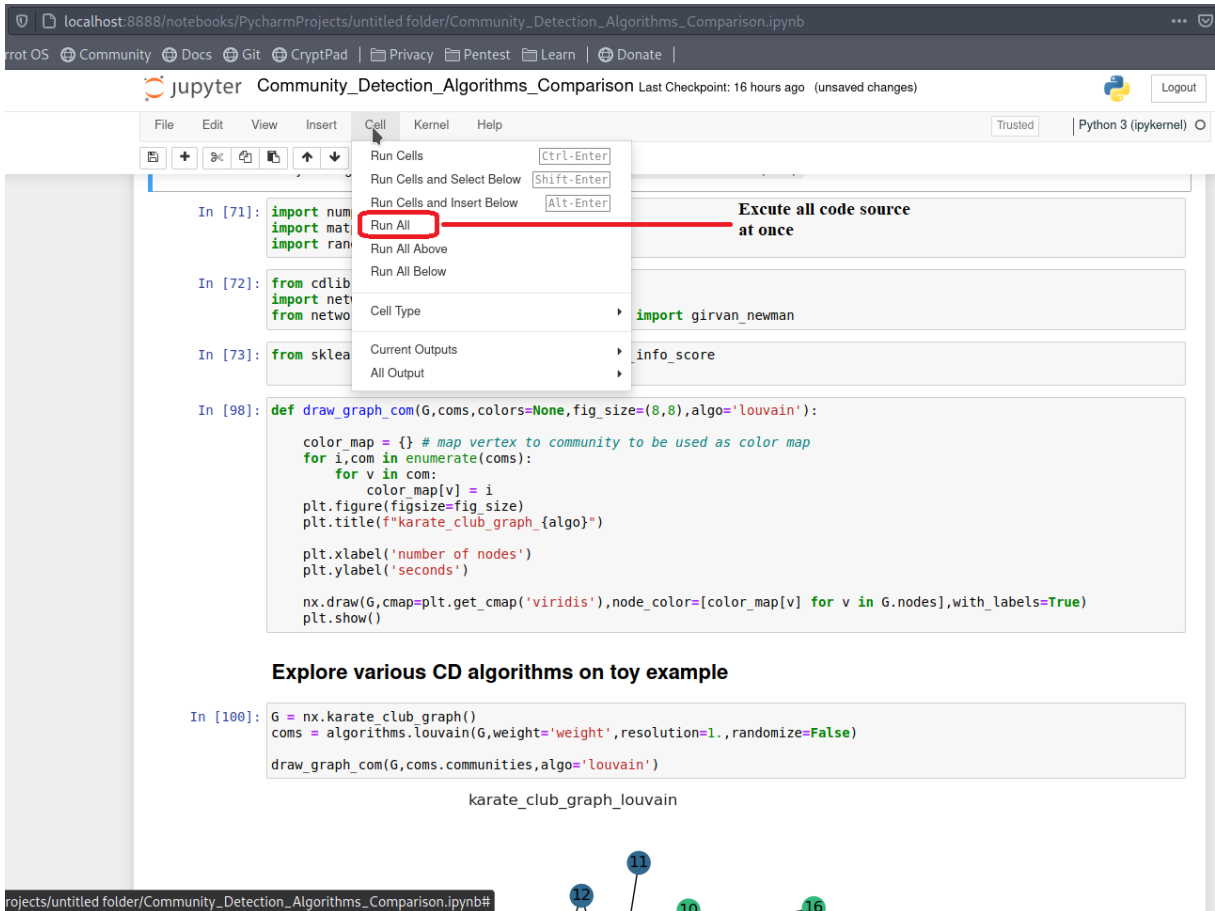 localhost:8888/notebooks/PycharmProjects/untitled folder/Community_Detection_Algorithms_Comparison.ipynb
rrot OS Community Docs Git CryptPad Privacy Pentest Learn Donate
jupyter Community_Detection_Algorithms_Comparison Last Checkpoint: 16 hours ago (unsaved changes) Logout
File Edit View Insert Cell Kernel Help Trusted Python 3 (ipykernel)
Run Cells Ctrl-Enter
Run Cells and Select Below Shift-Enter
Run Cells and Insert Below Alt-Enter
Run All
Run All Above
Run All Below
Cell Type
Current Outputs
All Output
Excute all code source
at once
In [71]: import num
import mat
import ran
In [72]: from cdlib
import net
from netwo import girvan_newman
In [73]: from sklea _info_score
In [98]: def draw_graph_com(G,coms,colors=None,fig_size=(8,8),algo='louvain'):
color_map = {} # map vertex to community to be used as color map
for i,com in enumerate(coms):
for v in com:
color_map[v] = i
plt.figure(figsize=fig_size)
plt.title(f"karate_club_graph_{algo}")
plt.xlabel('number of nodes')
plt.ylabel('seconds')
nx.draw(G,cmap=plt.get_cmap('viridis'),node_color=[color_map[v] for v in G.nodes],with_labels=True)
plt.show()
Explore various CD algorithms on toy example
In [100]: G = nx.karate_club_graph()
coms = algorithms.louvain(G,weight='weight',resolution=1.,randomize=False)
draw_graph_com(G,coms.communities,algo='louvain')
karate_club_graph_louvain
11
12
10
16
rojects/untitled folder/Community_Detection_Algorithms_Comparison.ipynb#